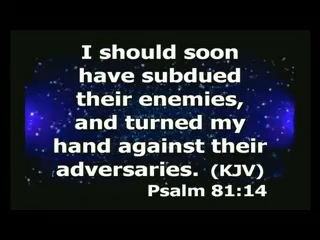 I should soon
have subdued
their enemies,
and turned my
hand against their
adversaries. (KJV)
Psalm 81:14